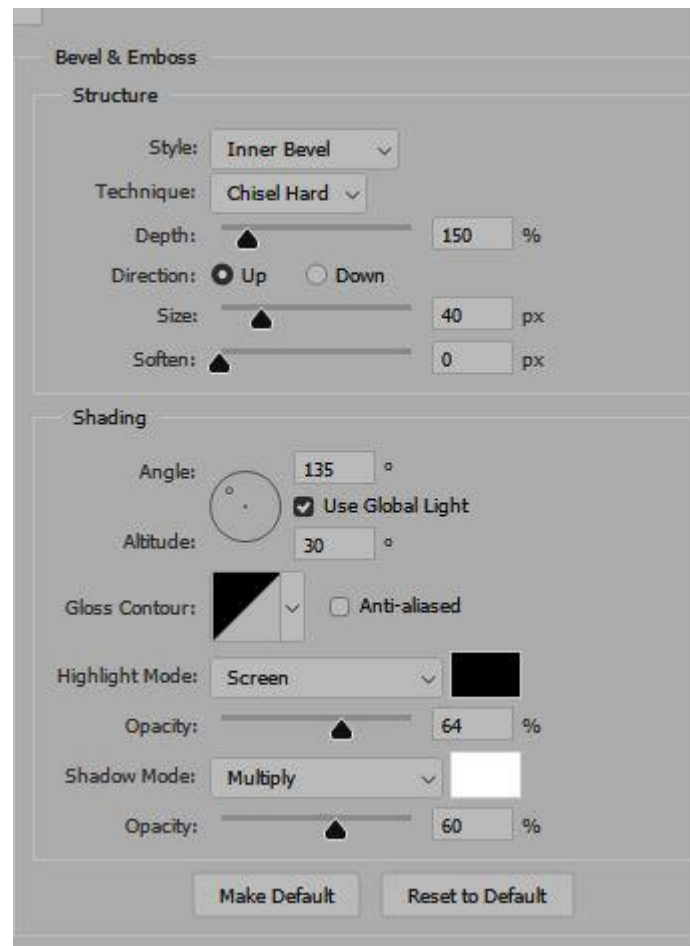 Bevel & Emboss
Structure
Style: Inner Bevel
Technique: Chisel Hard
Depth: 150 %
Direction: Up Down
Size: 40 px
Soften: 0 px
Shading
Angle: 135 °
Use Global Light
Altitude: 30 °
Gloss Contour: Anti-aliased
Highlight Mode: Screen
Opacity: 64 %
Shadow Mode: Multiply
Opacity: 60 %
Make Default Reset to Default